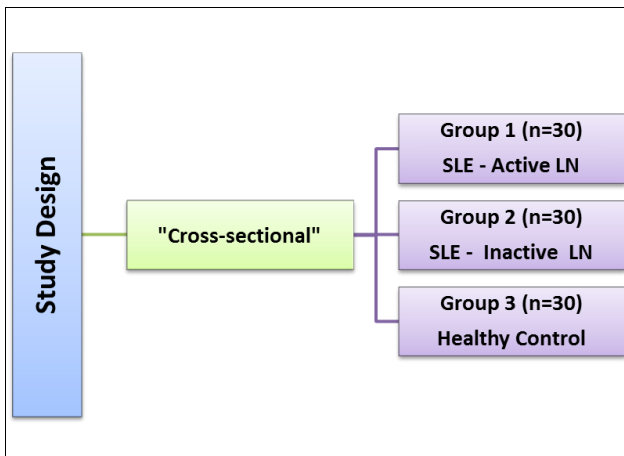 Study Design
"Cross-sectional"
Group 1 (n=30)
SLE - Active LN
Group 2 (n=30)
SLE - Inactive LN
Group 3 (n=30)
Healthy Control